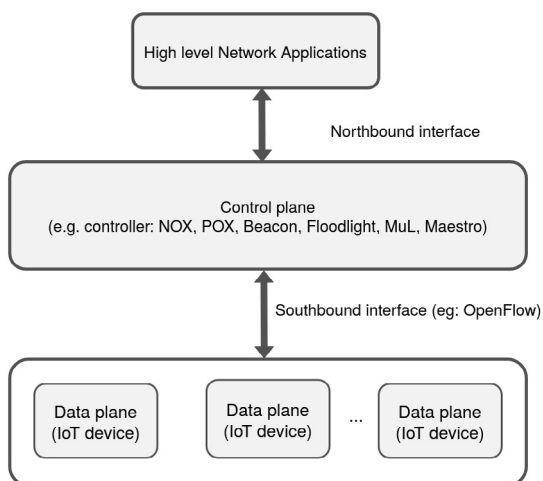 High level Network Applications
Northbound interface
Control plane
(e.g. controller: NOX, POX, Beacon, Floodlight, MuL, Maestro)
Southbound interface (eg: OpenFlow)
Data plane
(IoT device)
Data plane
(IoT device)
...
Data plane
(IoT device)